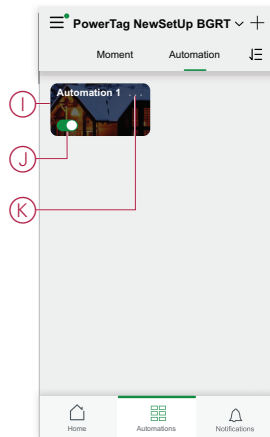 PowerTag NewSetUp BGRT
Moment Automation
I
Automation 1 ...
J
K
Home Automations Notifications